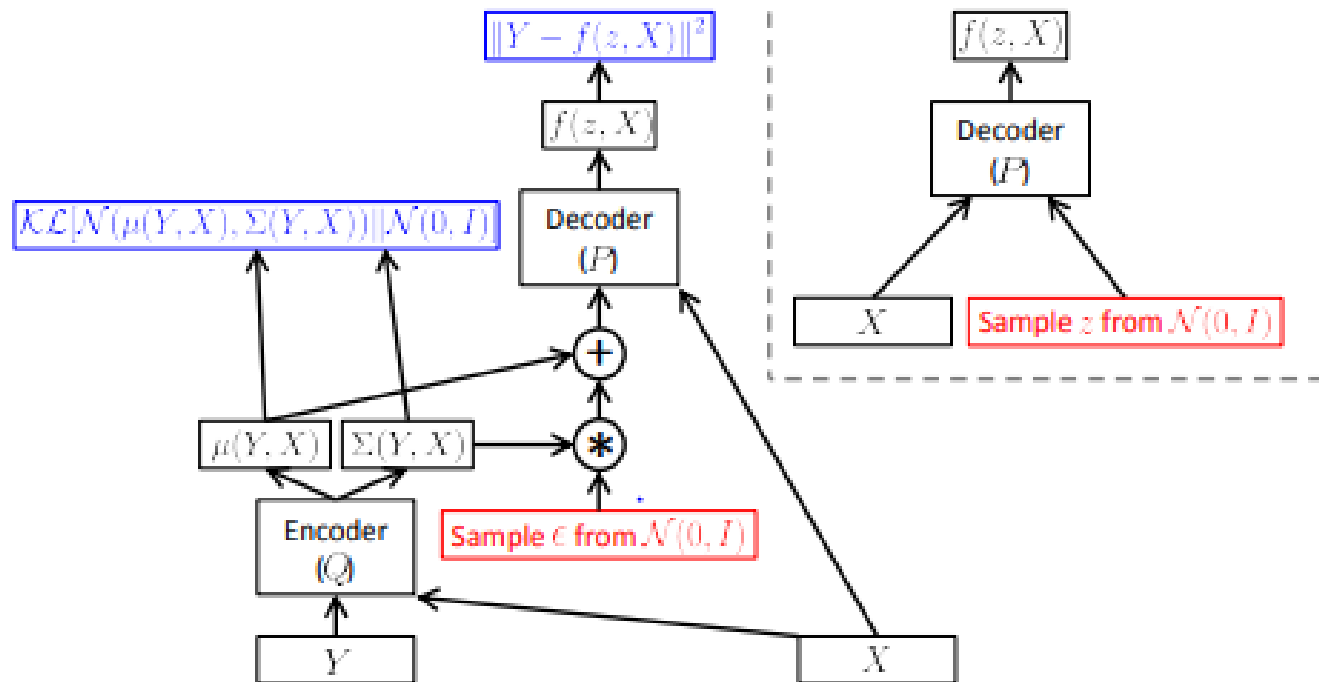 ‖Y − f(z, X)‖²
f(z, X)
Decoder
(P)
KL[N(μ(Y, X), Σ(Y, X))‖N(0, I)]
+
μ(Y, X)
Σ(Y, X)
*
Encoder
(Q)
Sample ϵ from N(0, I)
Y
X
f(z, X)
Decoder
(P)
X
Sample z from N(0, I)